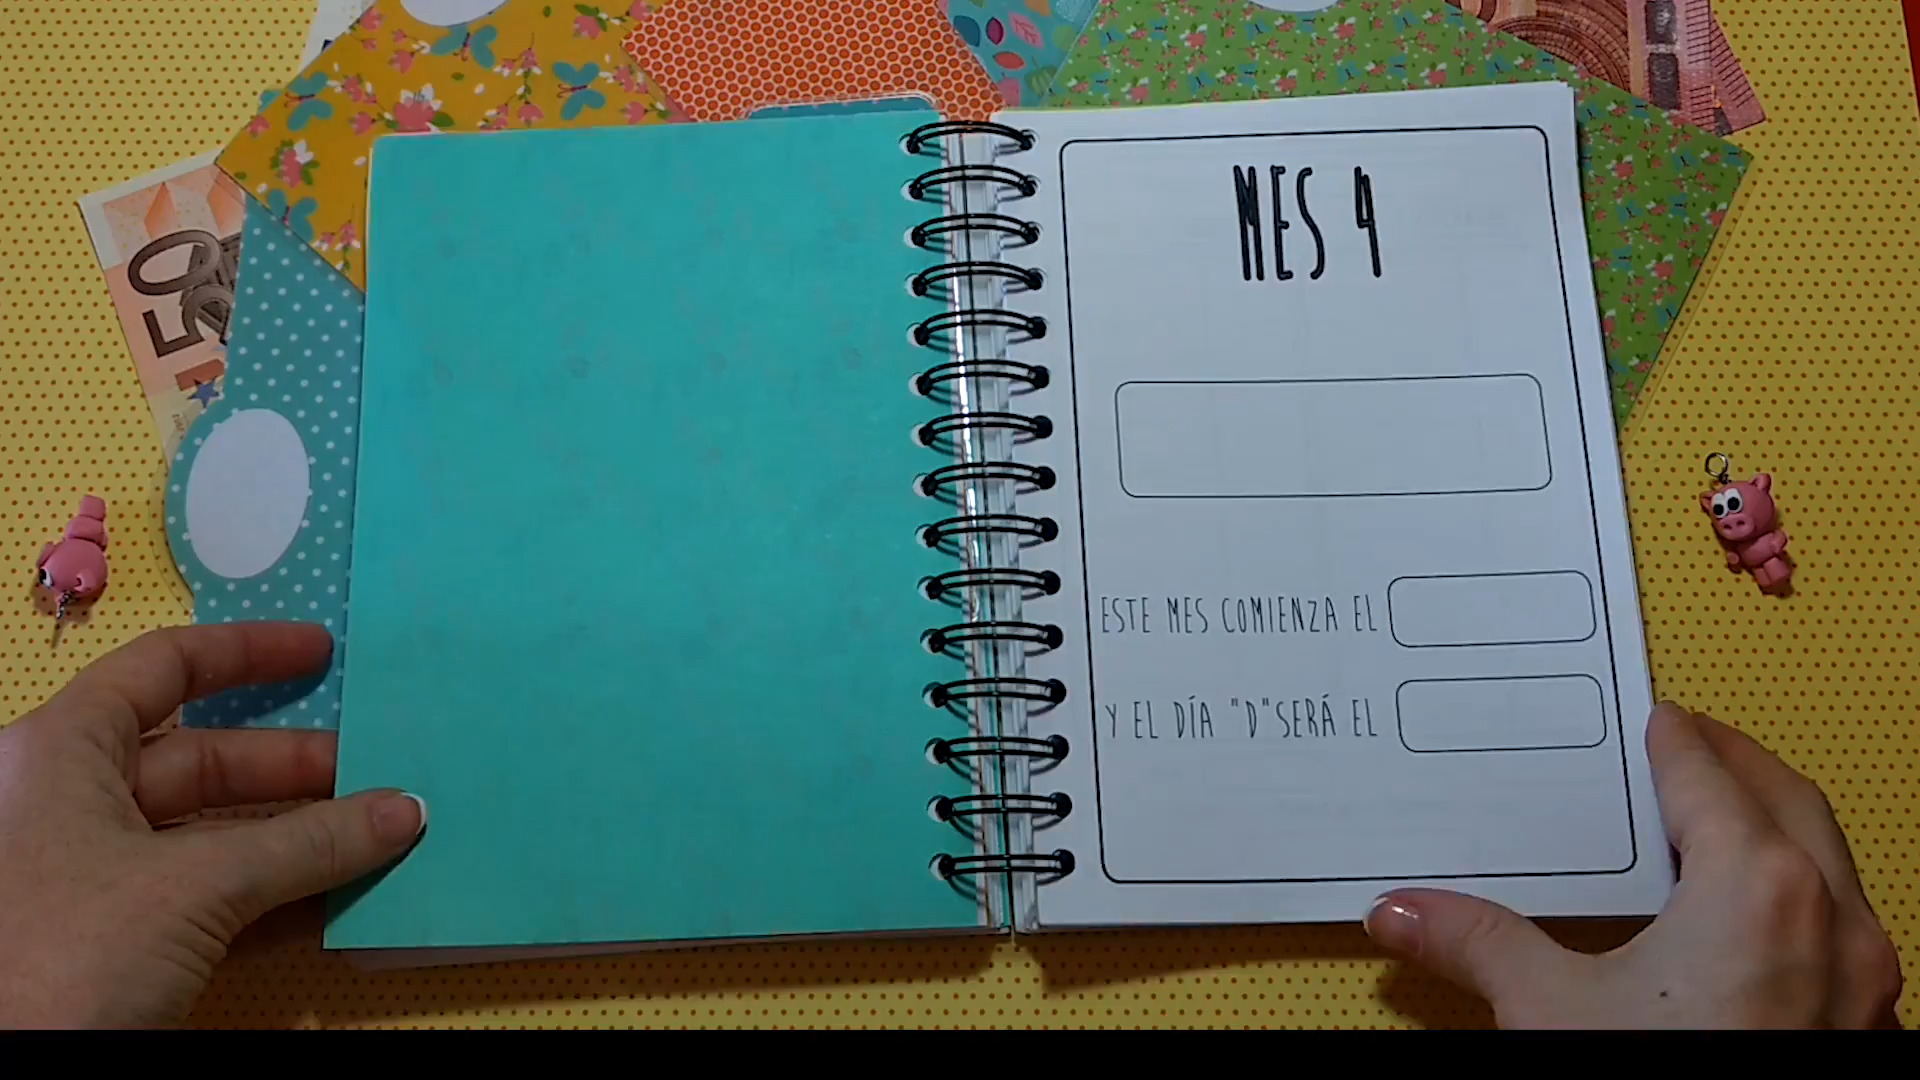 MES 4
ESTE MES COMIENZA EL
Y EL DÍA "D"SERÁ EL
50